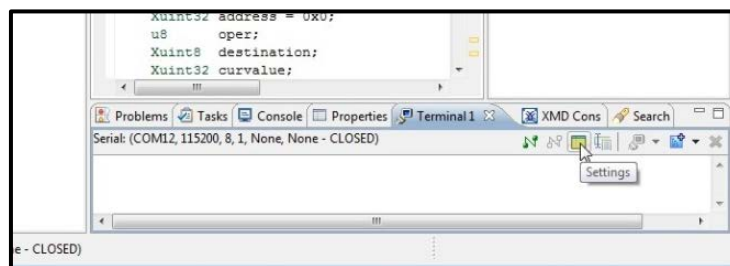 Xuint32 address = 0x0;
u8 oper;
Xuint8 destination;
Xuint32 curvalue;
Problems Tasks Console Properties Terminal 1 XMD Cons Search
Serial: (COM12, 115200, 8, 1, None, None - CLOSED)
Settings
e - CLOSED)